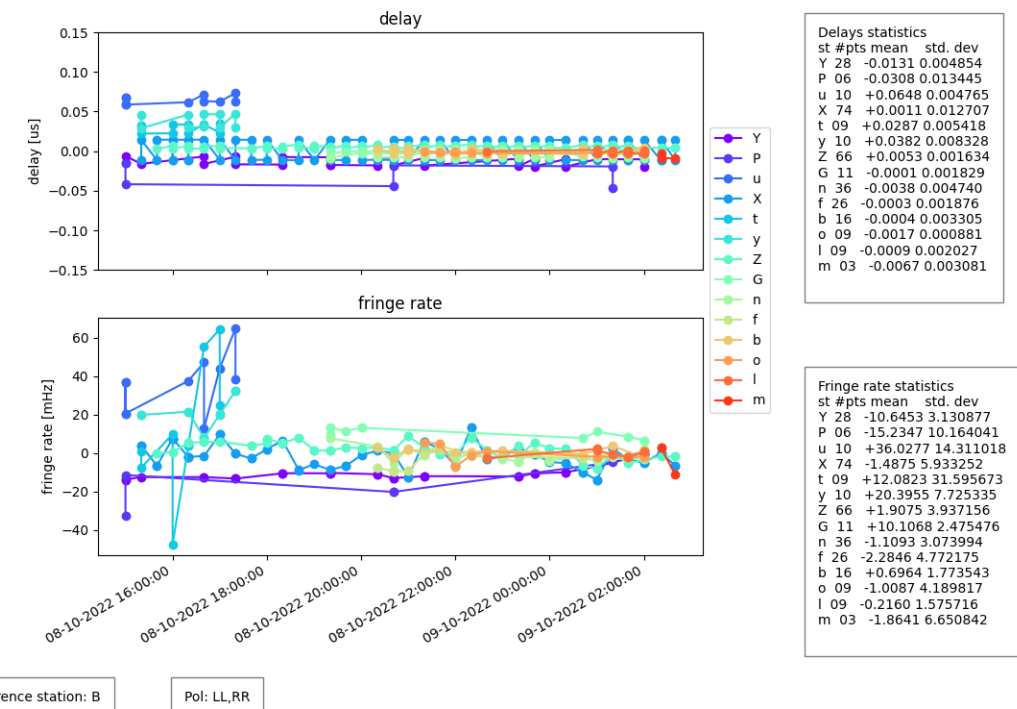 delay
0.15
0.10
0.05
0.00
−0.05
−0.10
−0.15
delay [us]
fringe rate
60
40
20
0
−20
−40
fringe rate [mHz]
08-10-2022 16:00:00
08-10-2022 18:00:00
08-10-2022 20:00:00
08-10-2022 22:00:00
09-10-2022 00:00:00
09-10-2022 02:00:00
Y
P
u
X
t
y
Z
G
n
f
b
o
l
m
Delays statistics
st #pts mean std. dev
Y 28 -0.0131 0.004854
P 06 -0.0308 0.013445
u 10 +0.0648 0.004765
X 74 +0.0011 0.012707
t 09 +0.0287 0.005418
y 10 +0.0382 0.008328
Z 66 +0.0053 0.001634
G 11 -0.0001 0.001829
n 36 -0.0038 0.004740
f 26 -0.0003 0.001876
b 16 -0.0004 0.003305
o 09 -0.0017 0.000881
l 09 -0.0009 0.002027
m 03 -0.0067 0.003081
Fringe rate statistics
st #pts mean std. dev
Y 28 -10.6453 3.130877
P 06 -15.2347 10.164041
u 10 +36.0277 14.311018
X 74 -1.4875 5.933252
t 09 +12.0823 31.595673
y 10 +20.3955 7.725335
Z 66 +1.9075 3.937156
G 11 +10.1068 2.475476
n 36 -1.1093 3.073994
f 26 -2.2846 4.772175
b 16 +0.6964 1.773543
o 09 -1.0087 4.189817
l 09 -0.2160 1.575716
m 03 -1.8641 6.650842
rence station: B
Pol: LL,RR